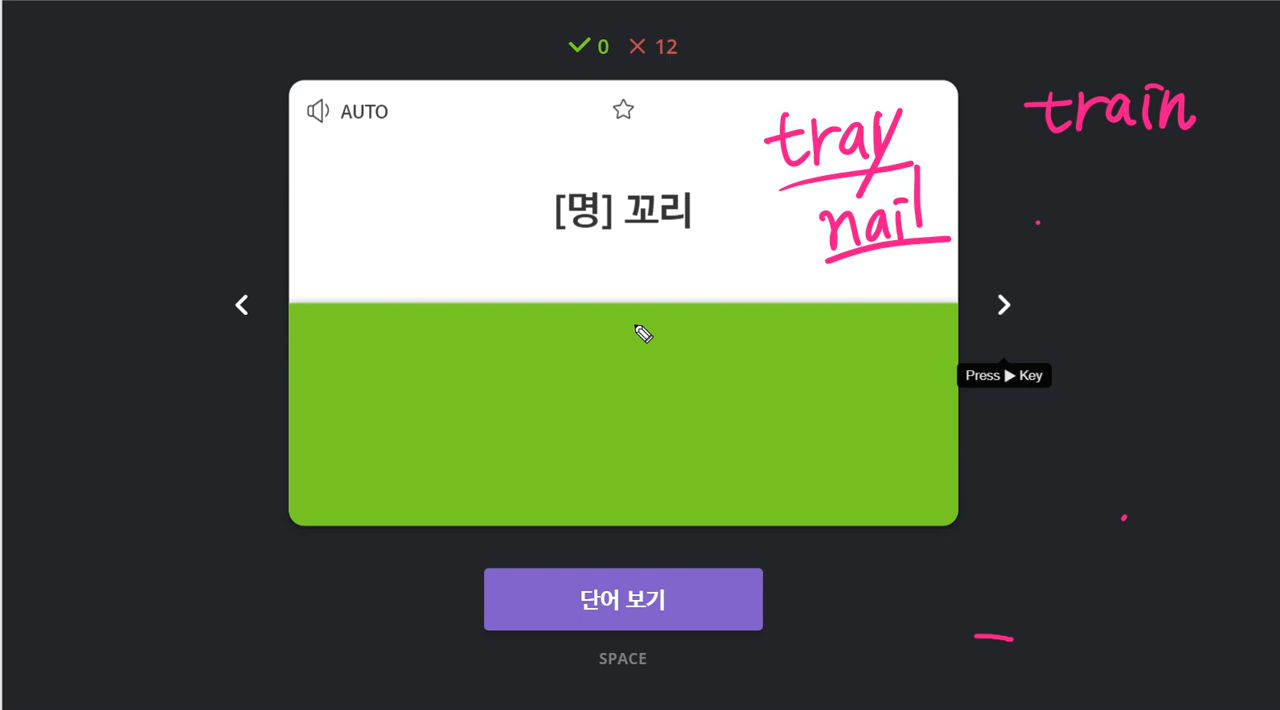 0 12
AUTO
train
tray
[명] 꼬리
nail
Press ▶ Key
단어 보기
SPACE